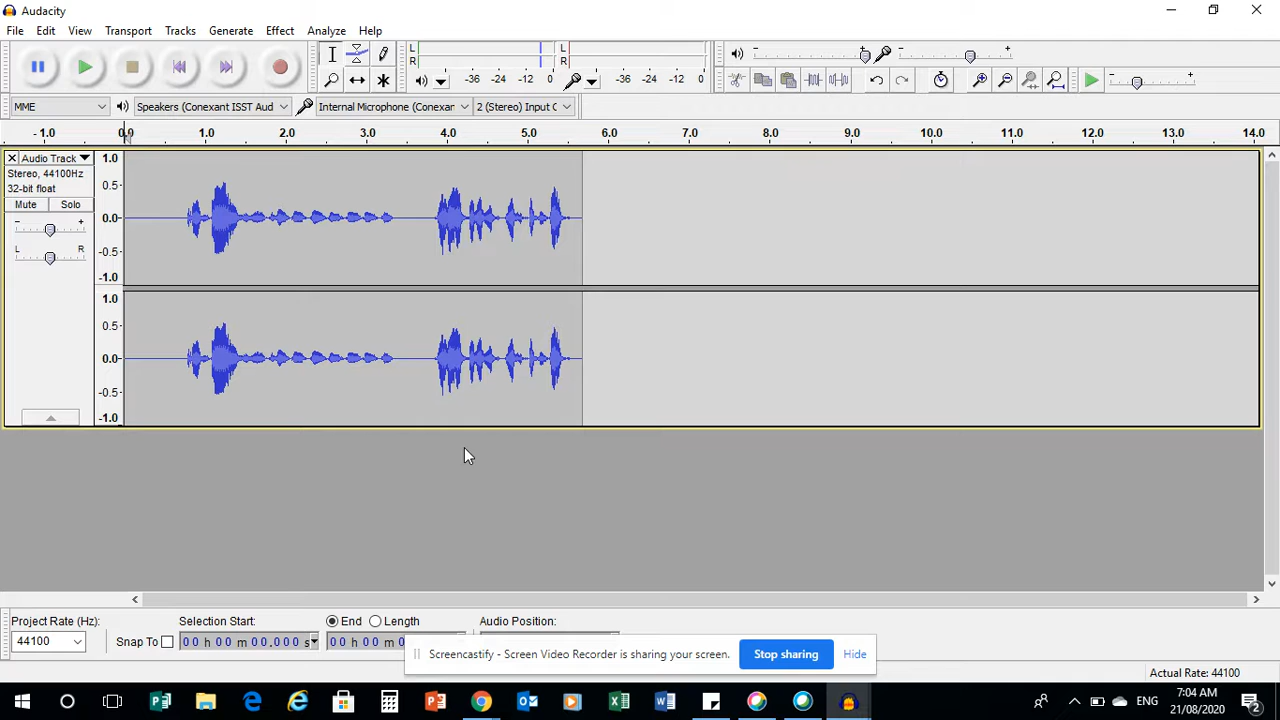 Audacity
File Edit View Transport Tracks Generate Effect Analyze Help
L
R
-36 -24 -12 0
L
R
-36 -24 -12 0
MME
Speakers (Conexant ISST Aud
Internal Microphone (Conexar
2 (Stereo) Input C
-1.0 0.0 1.0 2.0 3.0 4.0 5.0 6.0 7.0 8.0 9.0 10.0 11.0 12.0 13.0 14.0
Audio Track
Stereo, 44100Hz
32-bit float
Mute Solo
- +
L R
1.0
0.5
0.0
-0.5
-1.0
1.0
0.5
0.0
-0.5
-1.0
Project Rate (Hz):
44100
Snap To
Selection Start:
00 h 00 m 00.000 s
End Length
00 h 00 m 0
Audio Position:
Screencastify - Screen Video Recorder is sharing your screen.
Stop sharing
Hide
Actual Rate: 44100
ENG
7:04 AM
21/08/2020
2